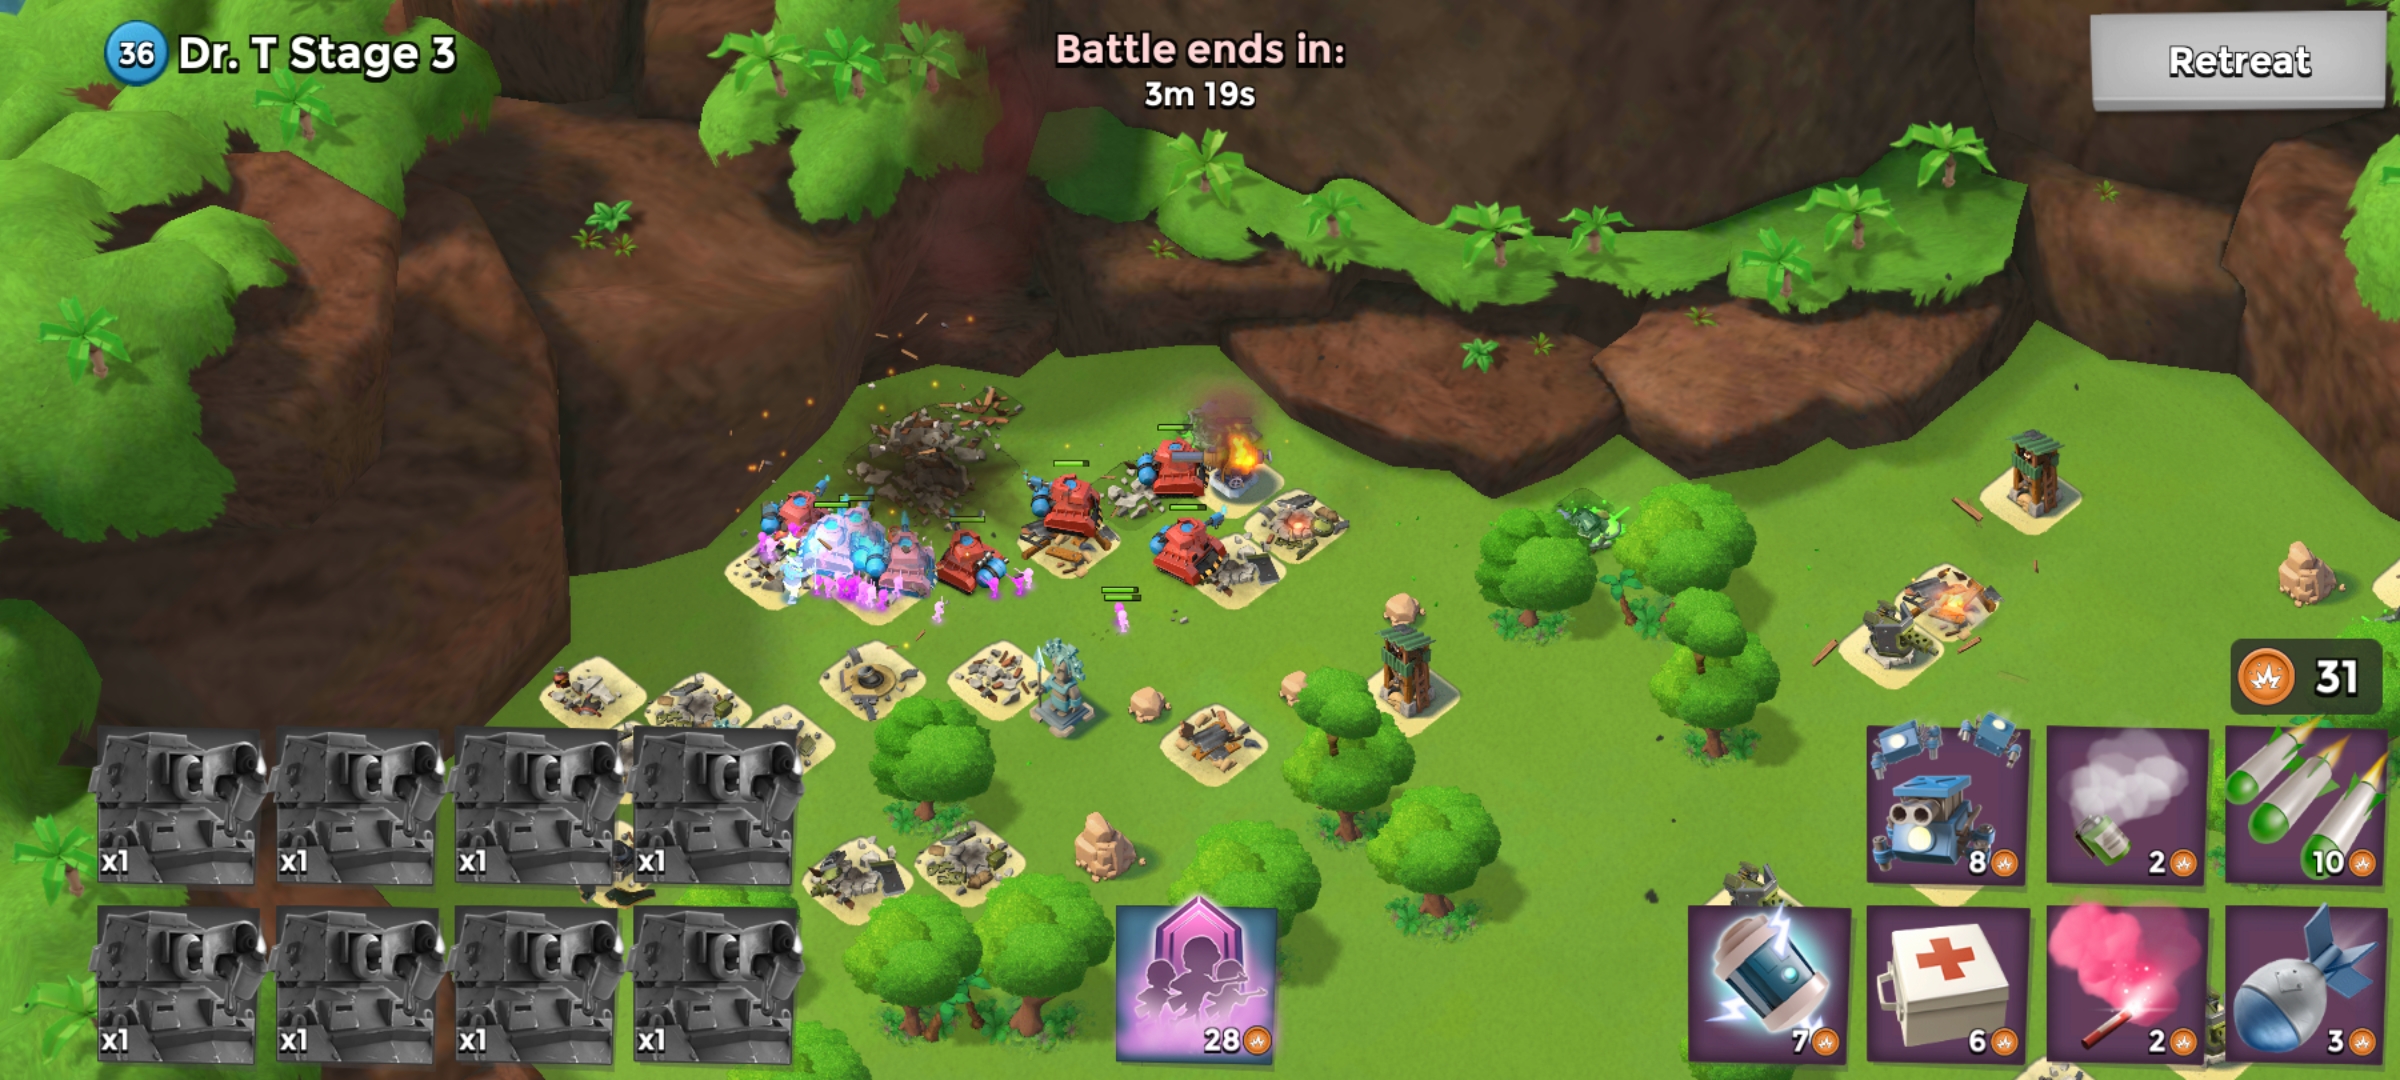 36 Dr. T Stage 3
Battle ends in:
3m 19s
Retreat
31
x1 x1 x1 x1
8 2 10
x1 x1 x1 x1
28
7 6 2 3